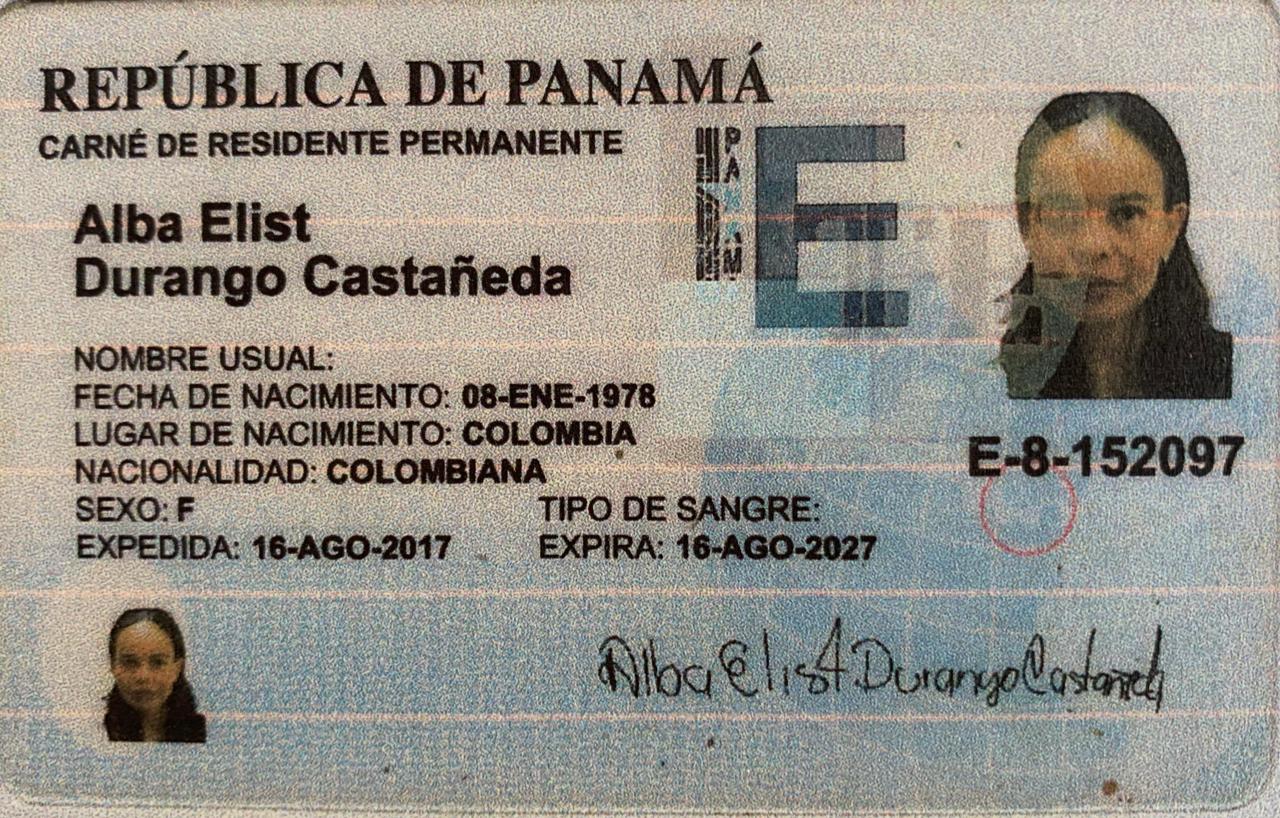 REPÚBLICA DE PANAMÁ
CARNÉ DE RESIDENTE PERMANENTE
Alba Elist
Durango Castañeda
NOMBRE USUAL:
FECHA DE NACIMIENTO: 08-ENE-1978
LUGAR DE NACIMIENTO: COLOMBIA
NACIONALIDAD: COLOMBIANA
SEXO: F TIPO DE SANGRE:
EXPEDIDA: 16-AGO-2017 EXPIRA: 16-AGO-2027
E
E-8-152097
Alba Elist Durango Castañeda